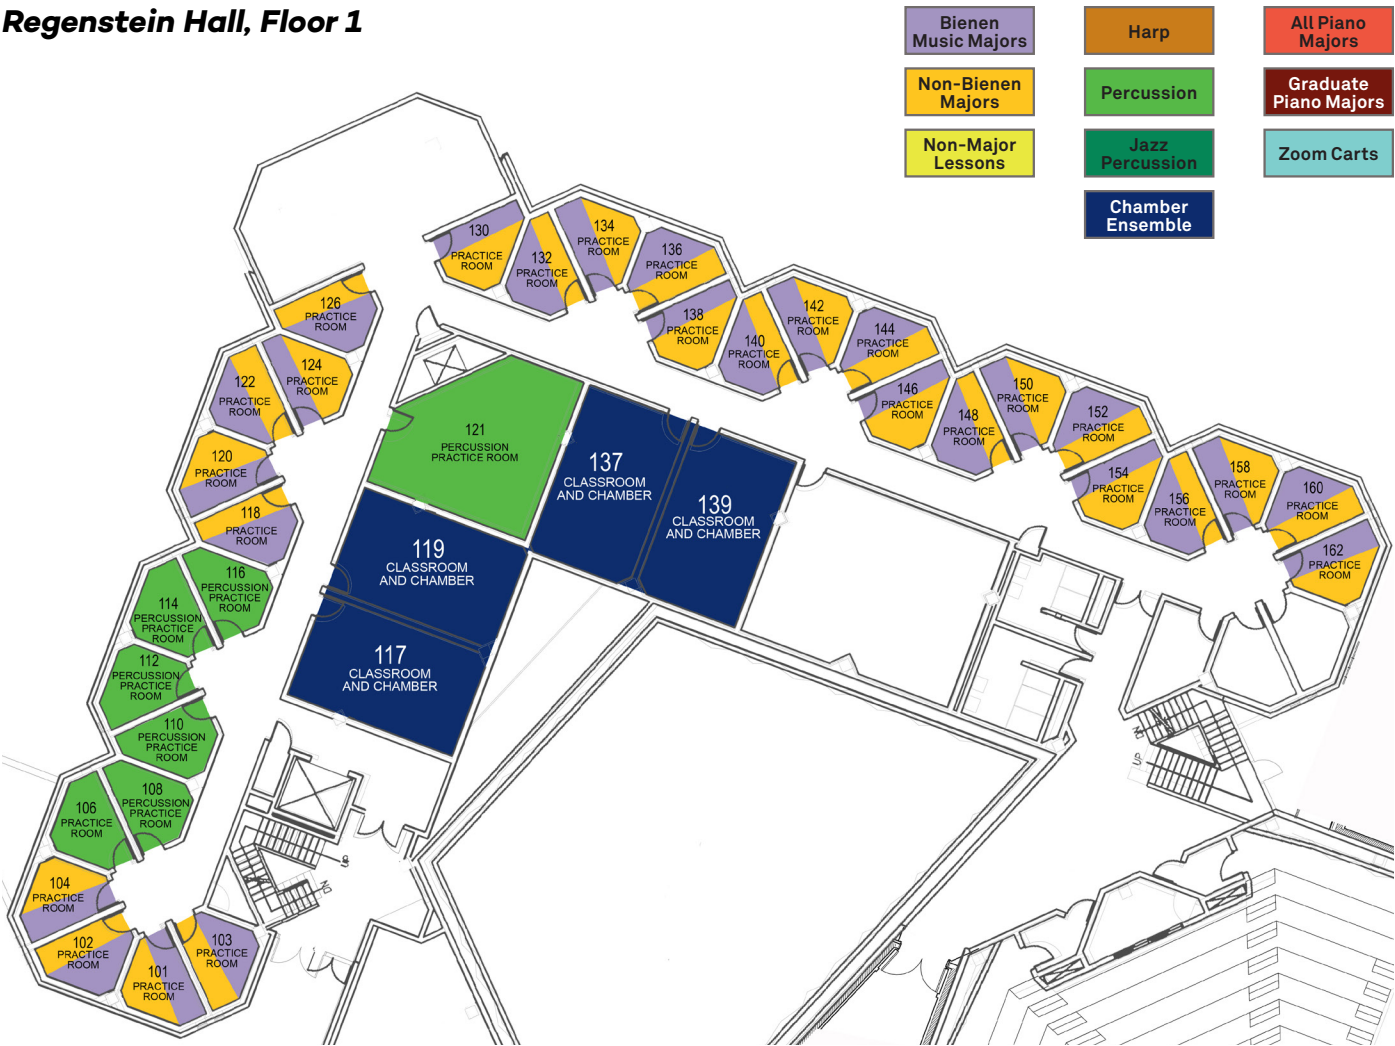 Regenstein Hall, Floor 1
Bienen
Music Majors
Harp
All Piano
Majors
Non-Bienen
Majors
Percussion
Graduate
Piano Majors
Non-Major
Lessons
Jazz
Percussion
Zoom Carts
Chamber
Ensemble
130
PRACTICE
ROOM
132
PRACTICE
ROOM
134
PRACTICE
ROOM
136
PRACTICE
ROOM
138
PRACTICE
ROOM
140
PRACTICE
ROOM
142
PRACTICE
ROOM
144
PRACTICE
ROOM
146
PRACTICE
ROOM
148
PRACTICE
ROOM
150
PRACTICE
ROOM
152
PRACTICE
ROOM
154
PRACTICE
ROOM
156
PRACTICE
ROOM
158
PRACTICE
ROOM
160
PRACTICE
ROOM
162
PRACTICE
ROOM
126
PRACTICE
ROOM
124
PRACTICE
ROOM
122
PRACTICE
ROOM
120
PRACTICE
ROOM
118
PRACTICE
ROOM
121
PERCUSSION
PRACTICE ROOM
137
CLASSROOM
AND CHAMBER
139
CLASSROOM
AND CHAMBER
119
CLASSROOM
AND CHAMBER
117
CLASSROOM
AND CHAMBER
116
PERCUSSION
PRACTICE
ROOM
114
PERCUSSION
PRACTICE
ROOM
112
PERCUSSION
PRACTICE
ROOM
110
PERCUSSION
PRACTICE
ROOM
108
PERCUSSION
PRACTICE
ROOM
106
PRACTICE
ROOM
104
PRACTICE
ROOM
102
PRACTICE
ROOM
101
PRACTICE
ROOM
103
PRACTICE
ROOM